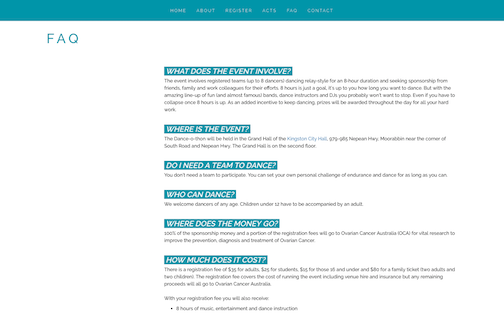 HOME ABOUT REGISTER ACTS FAQ CONTACT
FAQ
WHAT DOES THE EVENT INVOLVE?
The event involves registered teams (up to 8 dancers) dancing relay-style for an 8 hour duration and seeking sponsorship from
friends, family and work colleagues for their efforts. 8 hours is just a goal, it's up to you how long you want to dance. But with the
amazing line-up of fun (and almost famous) bands, dance instructors and DJs you probably won't want to stop. Even if you have to
collapse once 8 hours is up. As an added incentive to keep dancing, prizes will be awarded throughout the day for all your hard
work.
WHERE IS THE EVENT?
The Dance-o-thon will be held in the Grand Hall of the Kingston City Hall, 979-985 Nepean Hwy, Moorabbin near the corner of
South Road and Nepean Hwy. The Grand Hall is on the second floor.
DO I NEED A TEAM TO DANCE?
You don't need a team to participate. You can set your own personal challenge of endurance and dance for as long as you can.
WHO CAN DANCE?
We welcome dancers of any age. Children under 12 have to be accompanied by an adult.
WHERE DOES THE MONEY GO?
100% of the sponsorship money and a portion of the registration fees will go to Ovarian Cancer Australia (OCA) for vital research to
improve the prevention, diagnosis and treatment of Ovarian Cancer.
HOW MUCH DOES IT COST?
There is a registration fee of $35 for adults, $25 for students, $15 for those 16 and under and $80 for a family ticket (two adults and
two children). The registration fee covers the cost of running the event including venue hire and insurance but any remaining
proceeds will all go to Ovarian Cancer Australia.
With your registration fee you will also receive:
• 8 hours of music, entertainment and dance instruction